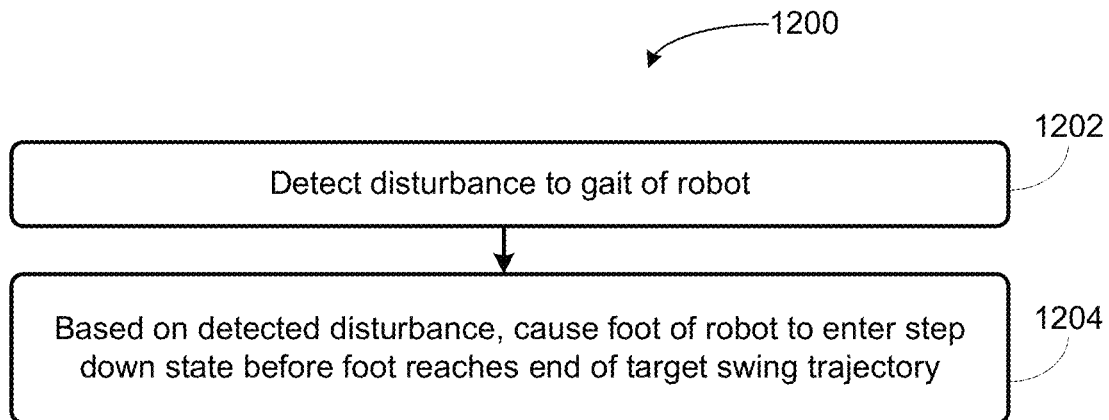 1200
1202
Detect disturbance to gait of robot
Based on detected disturbance, cause foot of robot to enter step
down state before foot reaches end of target swing trajectory
1204